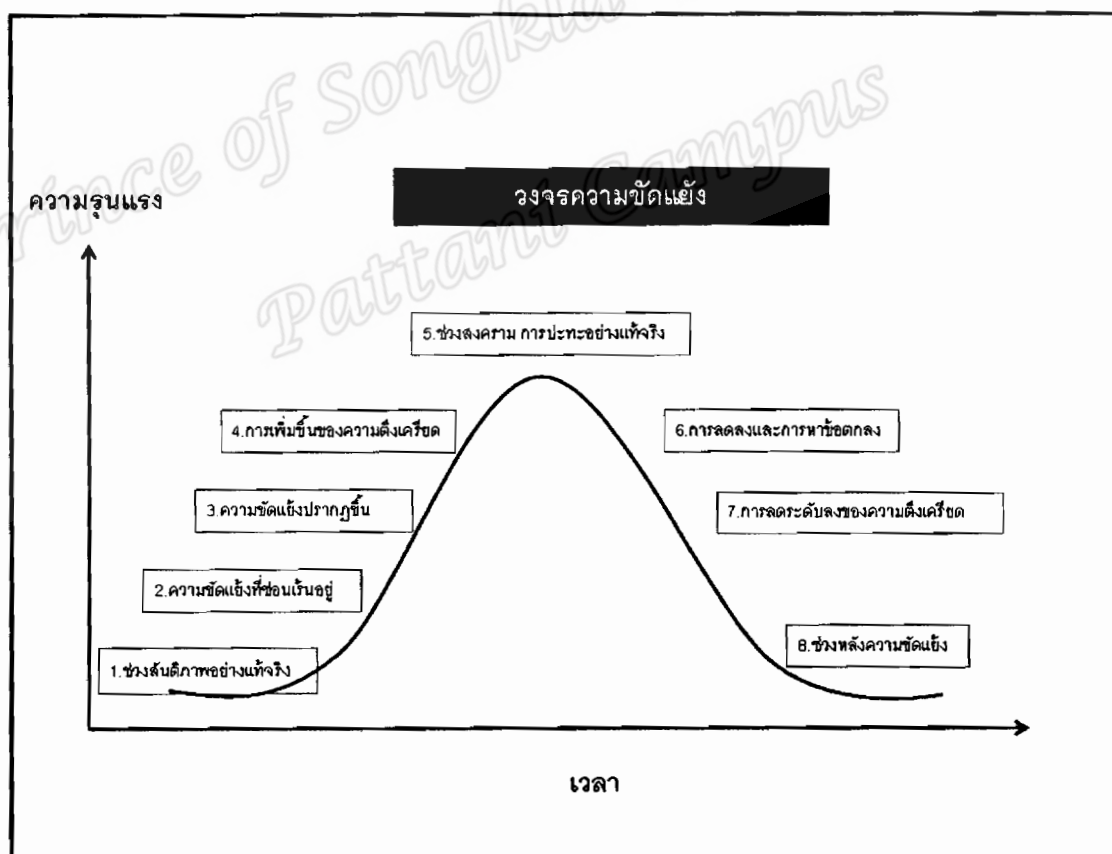 Prince of Songkla
Pattani Campus
วงจรความขัดแย้ง
ความรุนแรง
5.ช่วงสงคราม การปะทะอย่างแท้จริง
4.การเพิ่มขึ้นของความตึงเครียด
6.การลดลงและการหาข้อตกลง
3.ความขัดแย้งปรากฏขึ้น
7.การลดระดับลงของความตึงเครียด
2.ความขัดแย้งที่ซ่อนเร้นอยู่
8.ช่วงหลังความขัดแย้ง
1.ช่วงสันติภาพอย่างแท้จริง
เวลา